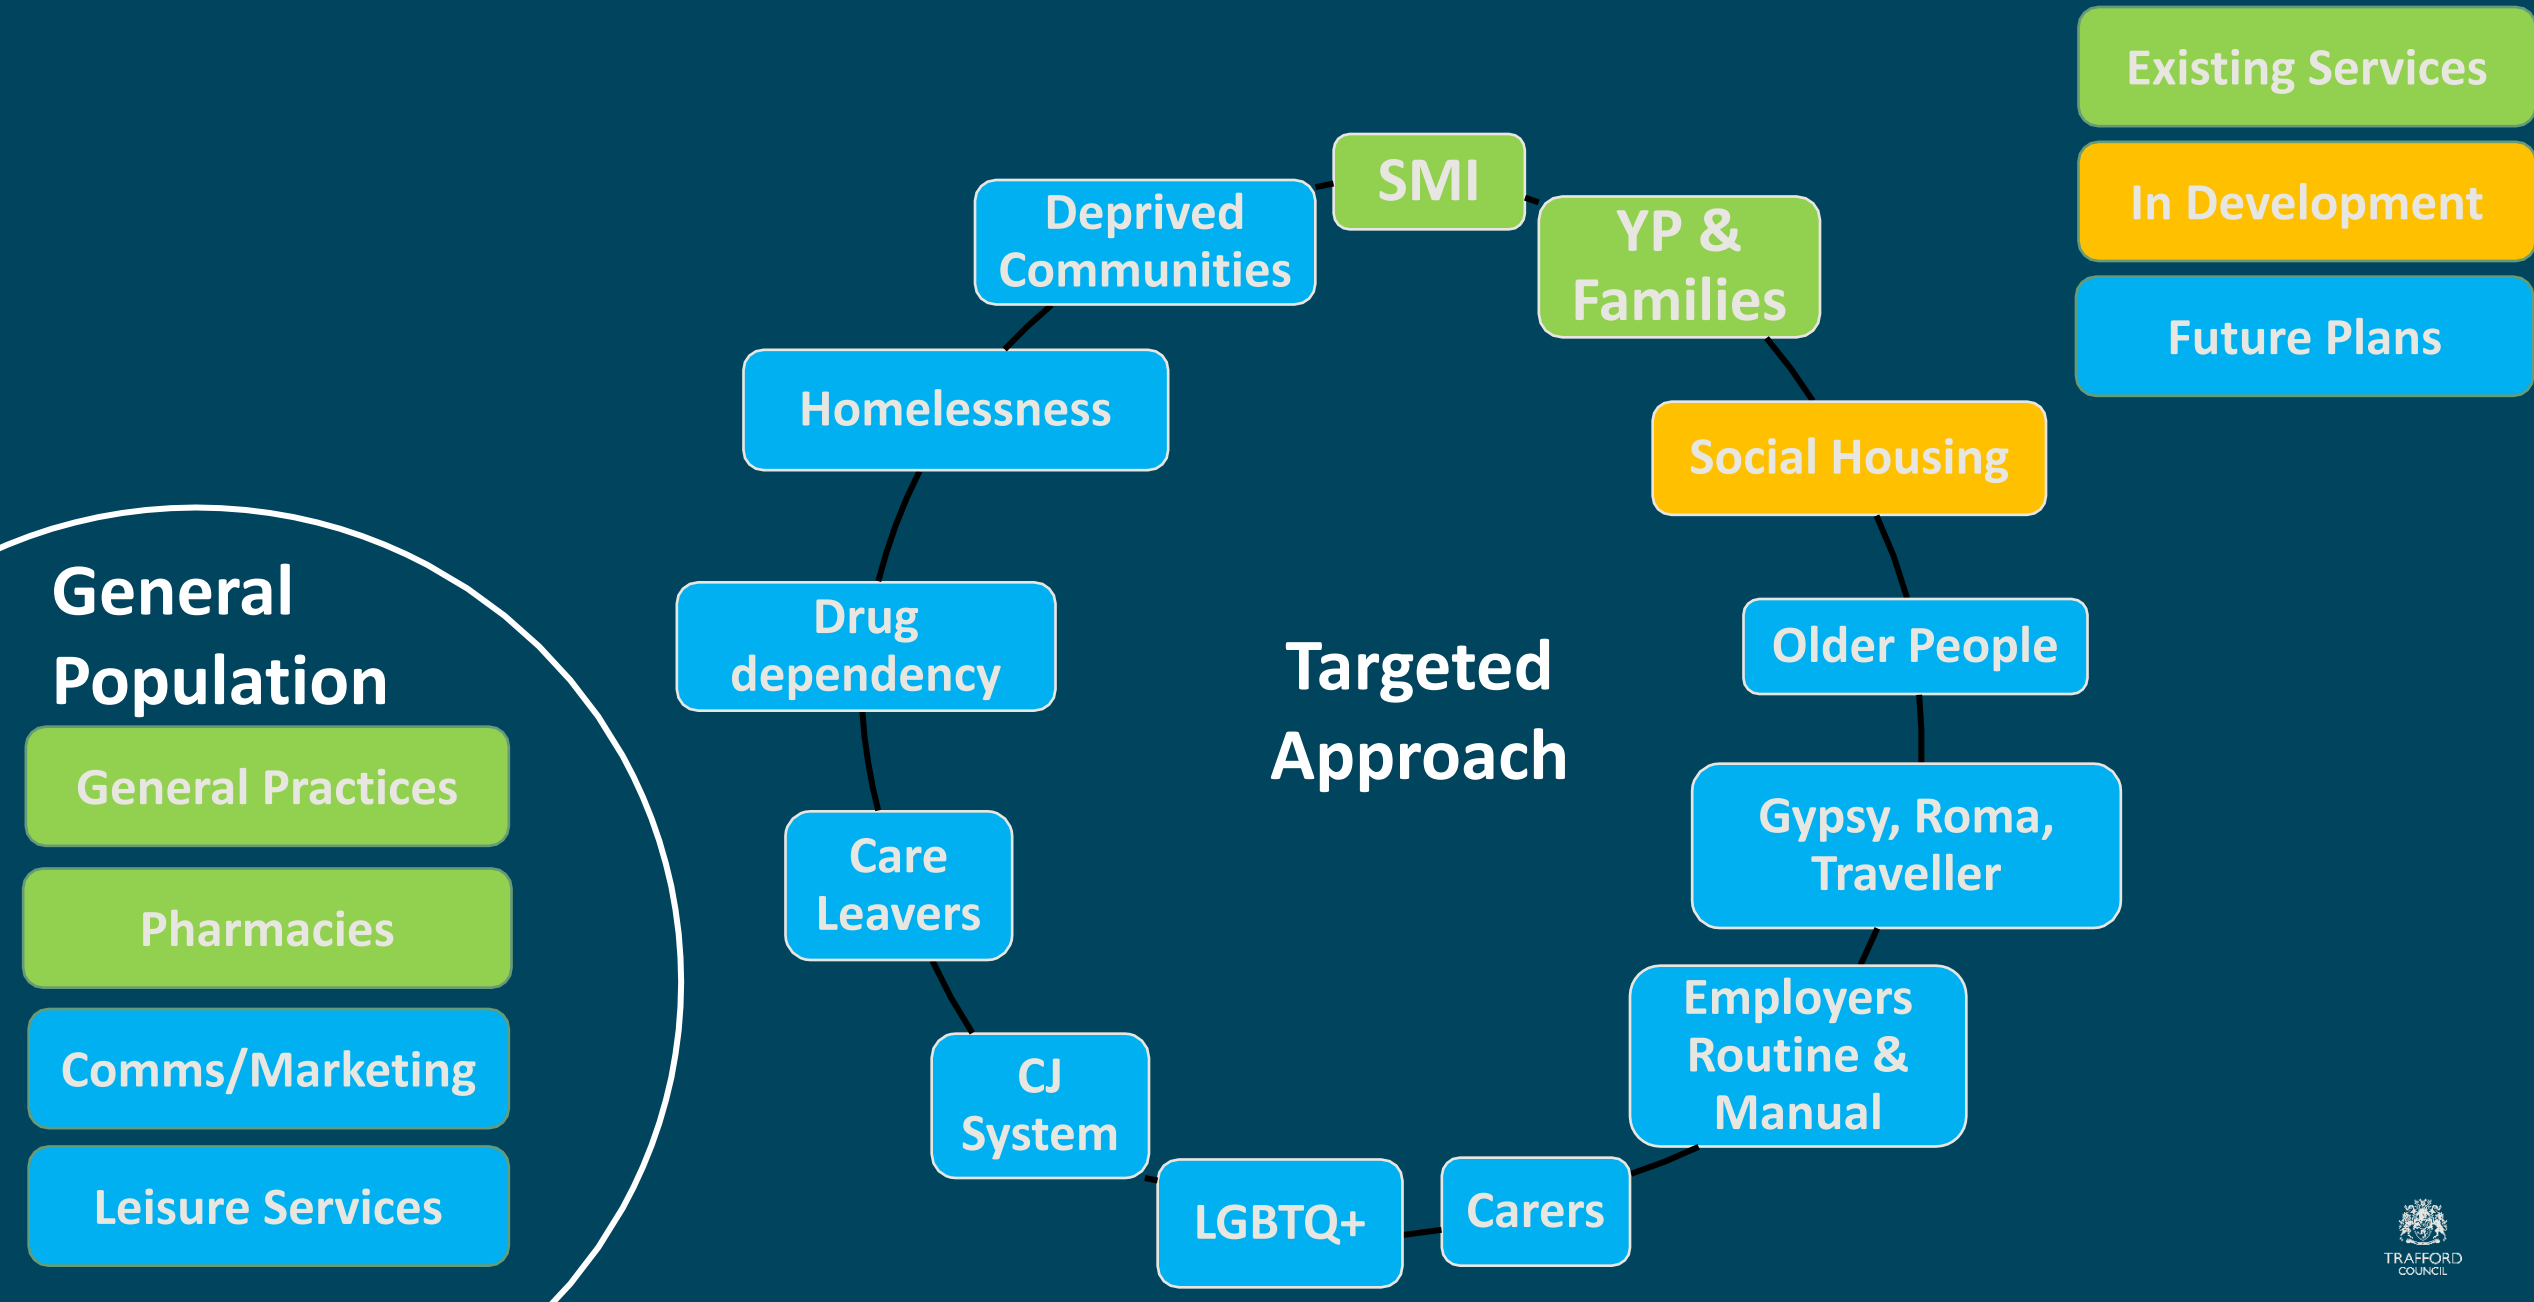 Existing Services
In Development
Future Plans
SMI
YP &
Families
Social Housing
Older People
Gypsy, Roma,
Traveller
Employers
Routine &
Manual
Carers
LGBTQ+
CJ
System
Care
Leavers
Drug
dependency
Homelessness
Deprived
Communities
Targeted
Approach
General
Population
General Practices
Pharmacies
Comms/Marketing
Leisure Services
TRAFFORD
COUNCIL